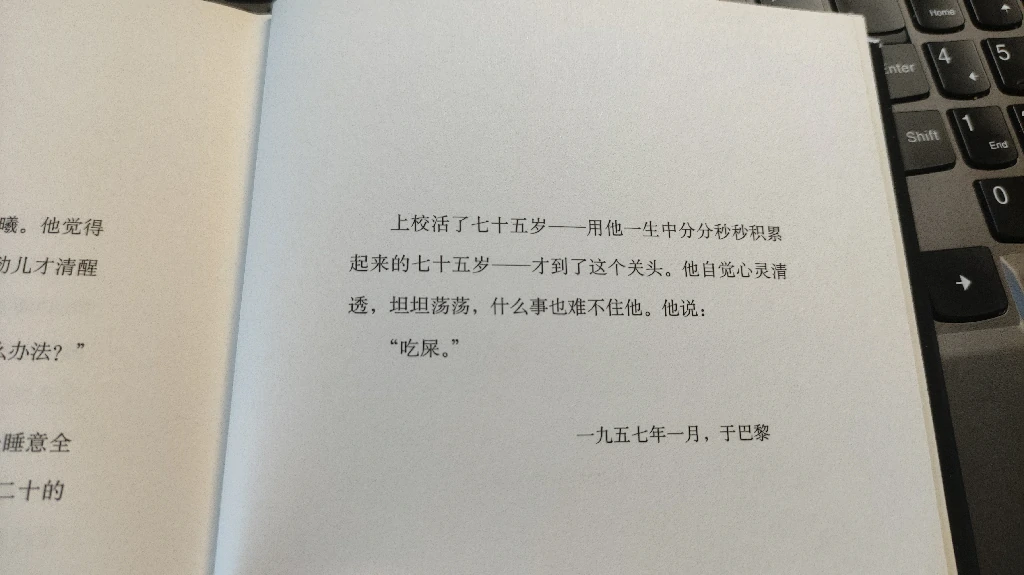 曦。他觉得
动儿才清醒
么办法？”
睡意全
二十的
上校活了七十五岁——用他一生中分分秒秒积累
起来的七十五岁——才到了这个关头。他自觉心灵清
透，坦坦荡荡，什么事也难不住他。他说：
“吃屎。”
一九五七年一月，于巴黎
Home
Enter
4
5
Shift
1
End
0